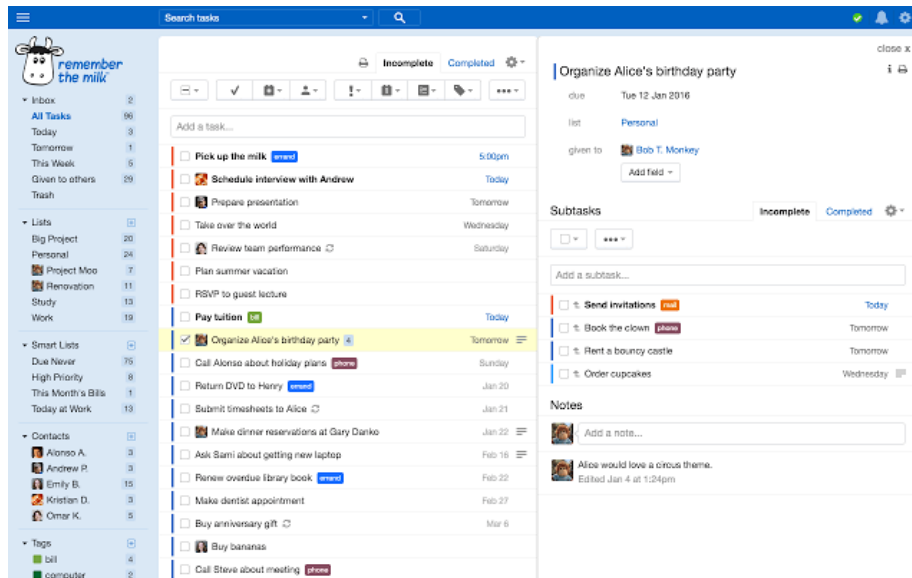 Search tasks
remember
the milk
Inbox 2
All Tasks 96
Today 3
Tomorrow 1
This Week 5
Given to others 29
Trash
Lists
Big Project 20
Personal 24
Project Moo 7
Renovation 11
Study 13
Work 19
Smart Lists
Due Never 75
High Priority 8
This Month's Bills 1
Today at Work 13
Contacts
Alonso A. 3
Andrew P. 3
Emily B. 15
Kristian D. 3
Omar K. 5
Tags
bill 4
computer 2
Incomplete Completed
Add a task...
Pick up the milk errand 5:00pm
Schedule interview with Andrew Today
Prepare presentation Tomorrow
Take over the world Wednesday
Review team performance Saturday
Plan summer vacation
RSVP to guest lecture
Pay tuition bill Today
Organize Alice's birthday party 4 Tomorrow
Call Alonso about holiday plans phone Sunday
Return DVD to Henry errand Jan 20
Submit timesheets to Alice Jan 21
Make dinner reservations at Gary Danko Jan 22
Ask Sami about getting new laptop Feb 16
Renew overdue library book errand Feb 22
Make dentist appointment Feb 27
Buy anniversary gift Mar 6
Buy bananas
Call Steve about meeting phone
close x
Organize Alice's birthday party
due Tue 12 Jan 2016
list Personal
given to Bob T. Monkey
Add field
Subtasks Incomplete Completed
Add a subtask...
Send invitations mail Today
Book the clown phone Tomorrow
Rent a bouncy castle Tomorrow
Order cupcakes Wednesday
Notes
Add a note...
Alice would love a circus theme.
Edited Jan 4 at 1:24pm